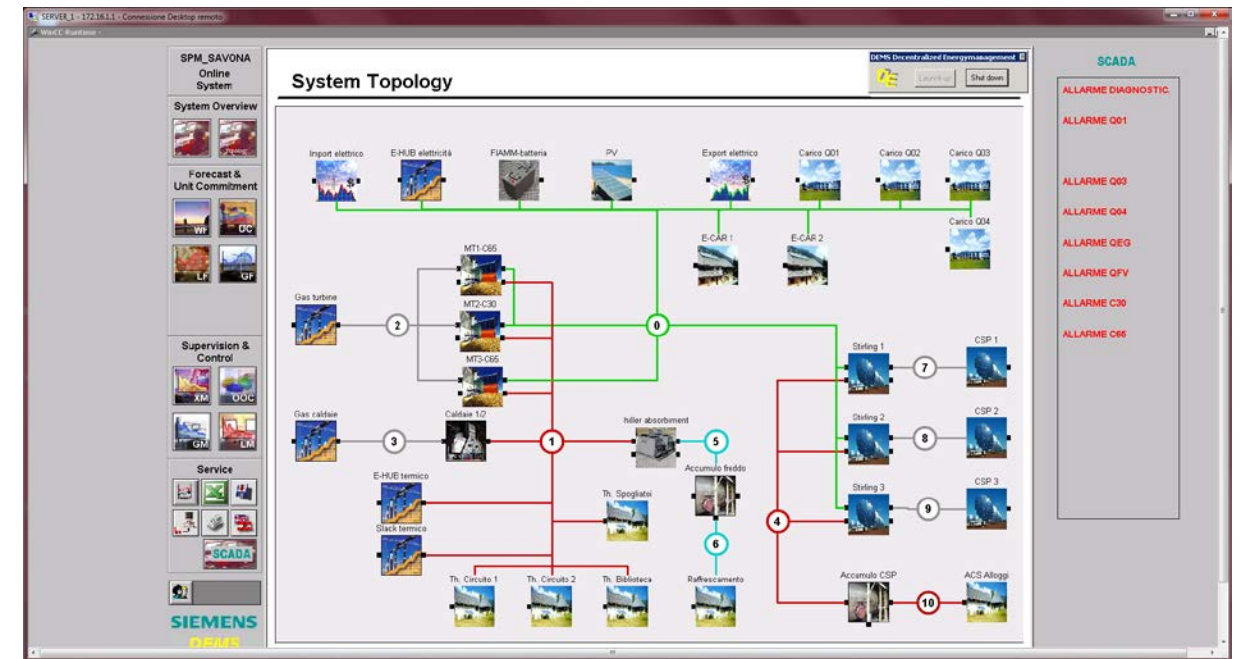 SERVER_1 - 172.16.1.1 - Connessione Desktop remoto
WinCC-Runtime -
SPM_SAVONA
Online
System
System Overview
Forecast &
Unit Commitment
WF
UC
LF
GF
Supervision &
Control
XM
OOC
GM
LM
Service
SCADA
SIEMENS
DEMS
System Topology
DEMS Decentralized Energymanagement
Launch up
Shut down
Import elettrico
E-HUB elettricità
FIAMM-batteria
PV
Export elettrico
Carico Q01
Carico Q02
Carico Q03
Carico Q04
E-CAR 1
E-CAR 2
MT1-C65
Gas turbine
2
MT2-C30
0
MT3-C65
Stirling 1
7
CSP 1
Gas caldaie
3
Caldaie 1/2
1
hiller absorbiment
5
Stirling 2
8
CSP 2
Accumulo freddo
E-HUB termico
Th. Spogliatei
Stirling 3
9
CSP 3
4
Slack termico
6
Th. Circuito 1
Th. Circuito 2
Th. Biblioteca
Raffrescamento
Accumulo CSP
10
ACS Alloggi
SCADA
ALLARME DIAGNOSTIC.
ALLARME Q01
ALLARME Q03
ALLARME Q04
ALLARME QEG
ALLARME QFV
ALLARME C30
ALLARME C65